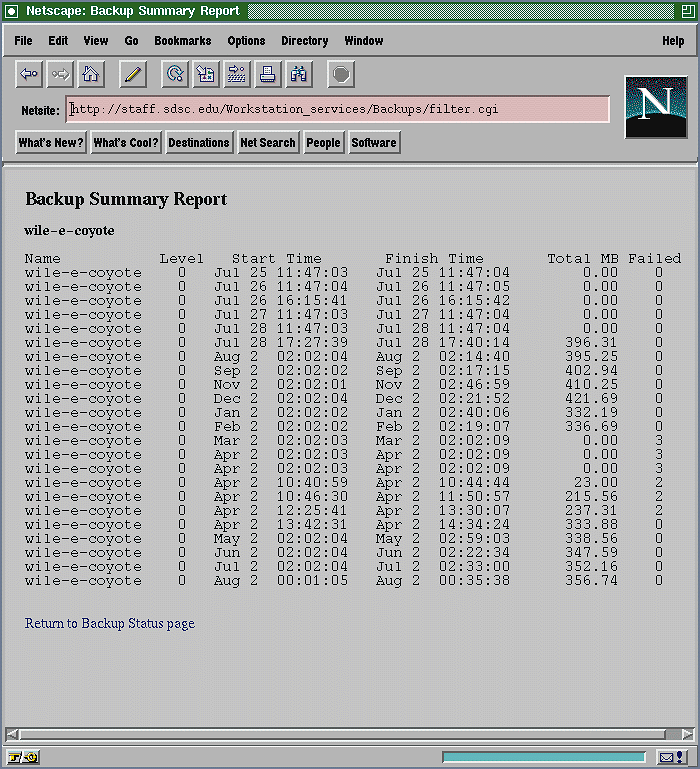 Netscape: Backup Summary Report
File Edit View Go Bookmarks Options Directory Window Help
Netsite: http://staff.sdsc.edu/Workstation_services/Backups/filter.cgi
N
What's New? What's Cool? Destinations Net Search People Software
Backup Summary Report
wile-e-coyote
Name Level Start Time Finish Time Total MB Failed
wile-e-coyote 0 Jul 25 11:47:03 Jul 25 11:47:04 0.00 0
wile-e-coyote 0 Jul 26 11:47:04 Jul 26 11:47:05 0.00 0
wile-e-coyote 0 Jul 26 16:15:41 Jul 26 16:15:42 0.00 0
wile-e-coyote 0 Jul 27 11:47:03 Jul 27 11:47:04 0.00 0
wile-e-coyote 0 Jul 28 11:47:03 Jul 28 11:47:04 0.00 0
wile-e-coyote 0 Jul 28 17:27:39 Jul 28 17:40:14 396.31 0
wile-e-coyote 0 Aug 2 02:02:04 Aug 2 02:14:40 395.25 0
wile-e-coyote 0 Sep 2 02:02:02 Sep 2 02:17:15 402.94 0
wile-e-coyote 0 Nov 2 02:02:01 Nov 2 02:46:59 410.25 0
wile-e-coyote 0 Dec 2 02:02:04 Dec 2 02:21:52 421.69 0
wile-e-coyote 0 Jan 2 02:02:02 Jan 2 02:40:06 332.19 0
wile-e-coyote 0 Feb 2 02:02:02 Feb 2 02:19:07 336.69 0
wile-e-coyote 0 Mar 2 02:02:03 Mar 2 02:02:09 0.00 3
wile-e-coyote 0 Apr 2 02:02:03 Apr 2 02:02:09 0.00 3
wile-e-coyote 0 Apr 2 02:02:03 Apr 2 02:02:09 0.00 3
wile-e-coyote 0 Apr 2 10:40:59 Apr 2 10:44:44 23.00 2
wile-e-coyote 0 Apr 2 10:46:30 Apr 2 11:50:57 215.56 2
wile-e-coyote 0 Apr 2 12:25:41 Apr 2 13:30:07 237.31 2
wile-e-coyote 0 Apr 2 13:42:31 Apr 2 14:34:24 333.88 0
wile-e-coyote 0 May 2 02:02:04 May 2 02:59:03 338.56 0
wile-e-coyote 0 Jun 2 02:02:04 Jun 2 02:22:34 347.59 0
wile-e-coyote 0 Jul 2 02:02:04 Jul 2 02:33:00 352.16 0
wile-e-coyote 0 Aug 2 00:01:05 Aug 2 00:35:38 356.74 0
Return to Backup Status page